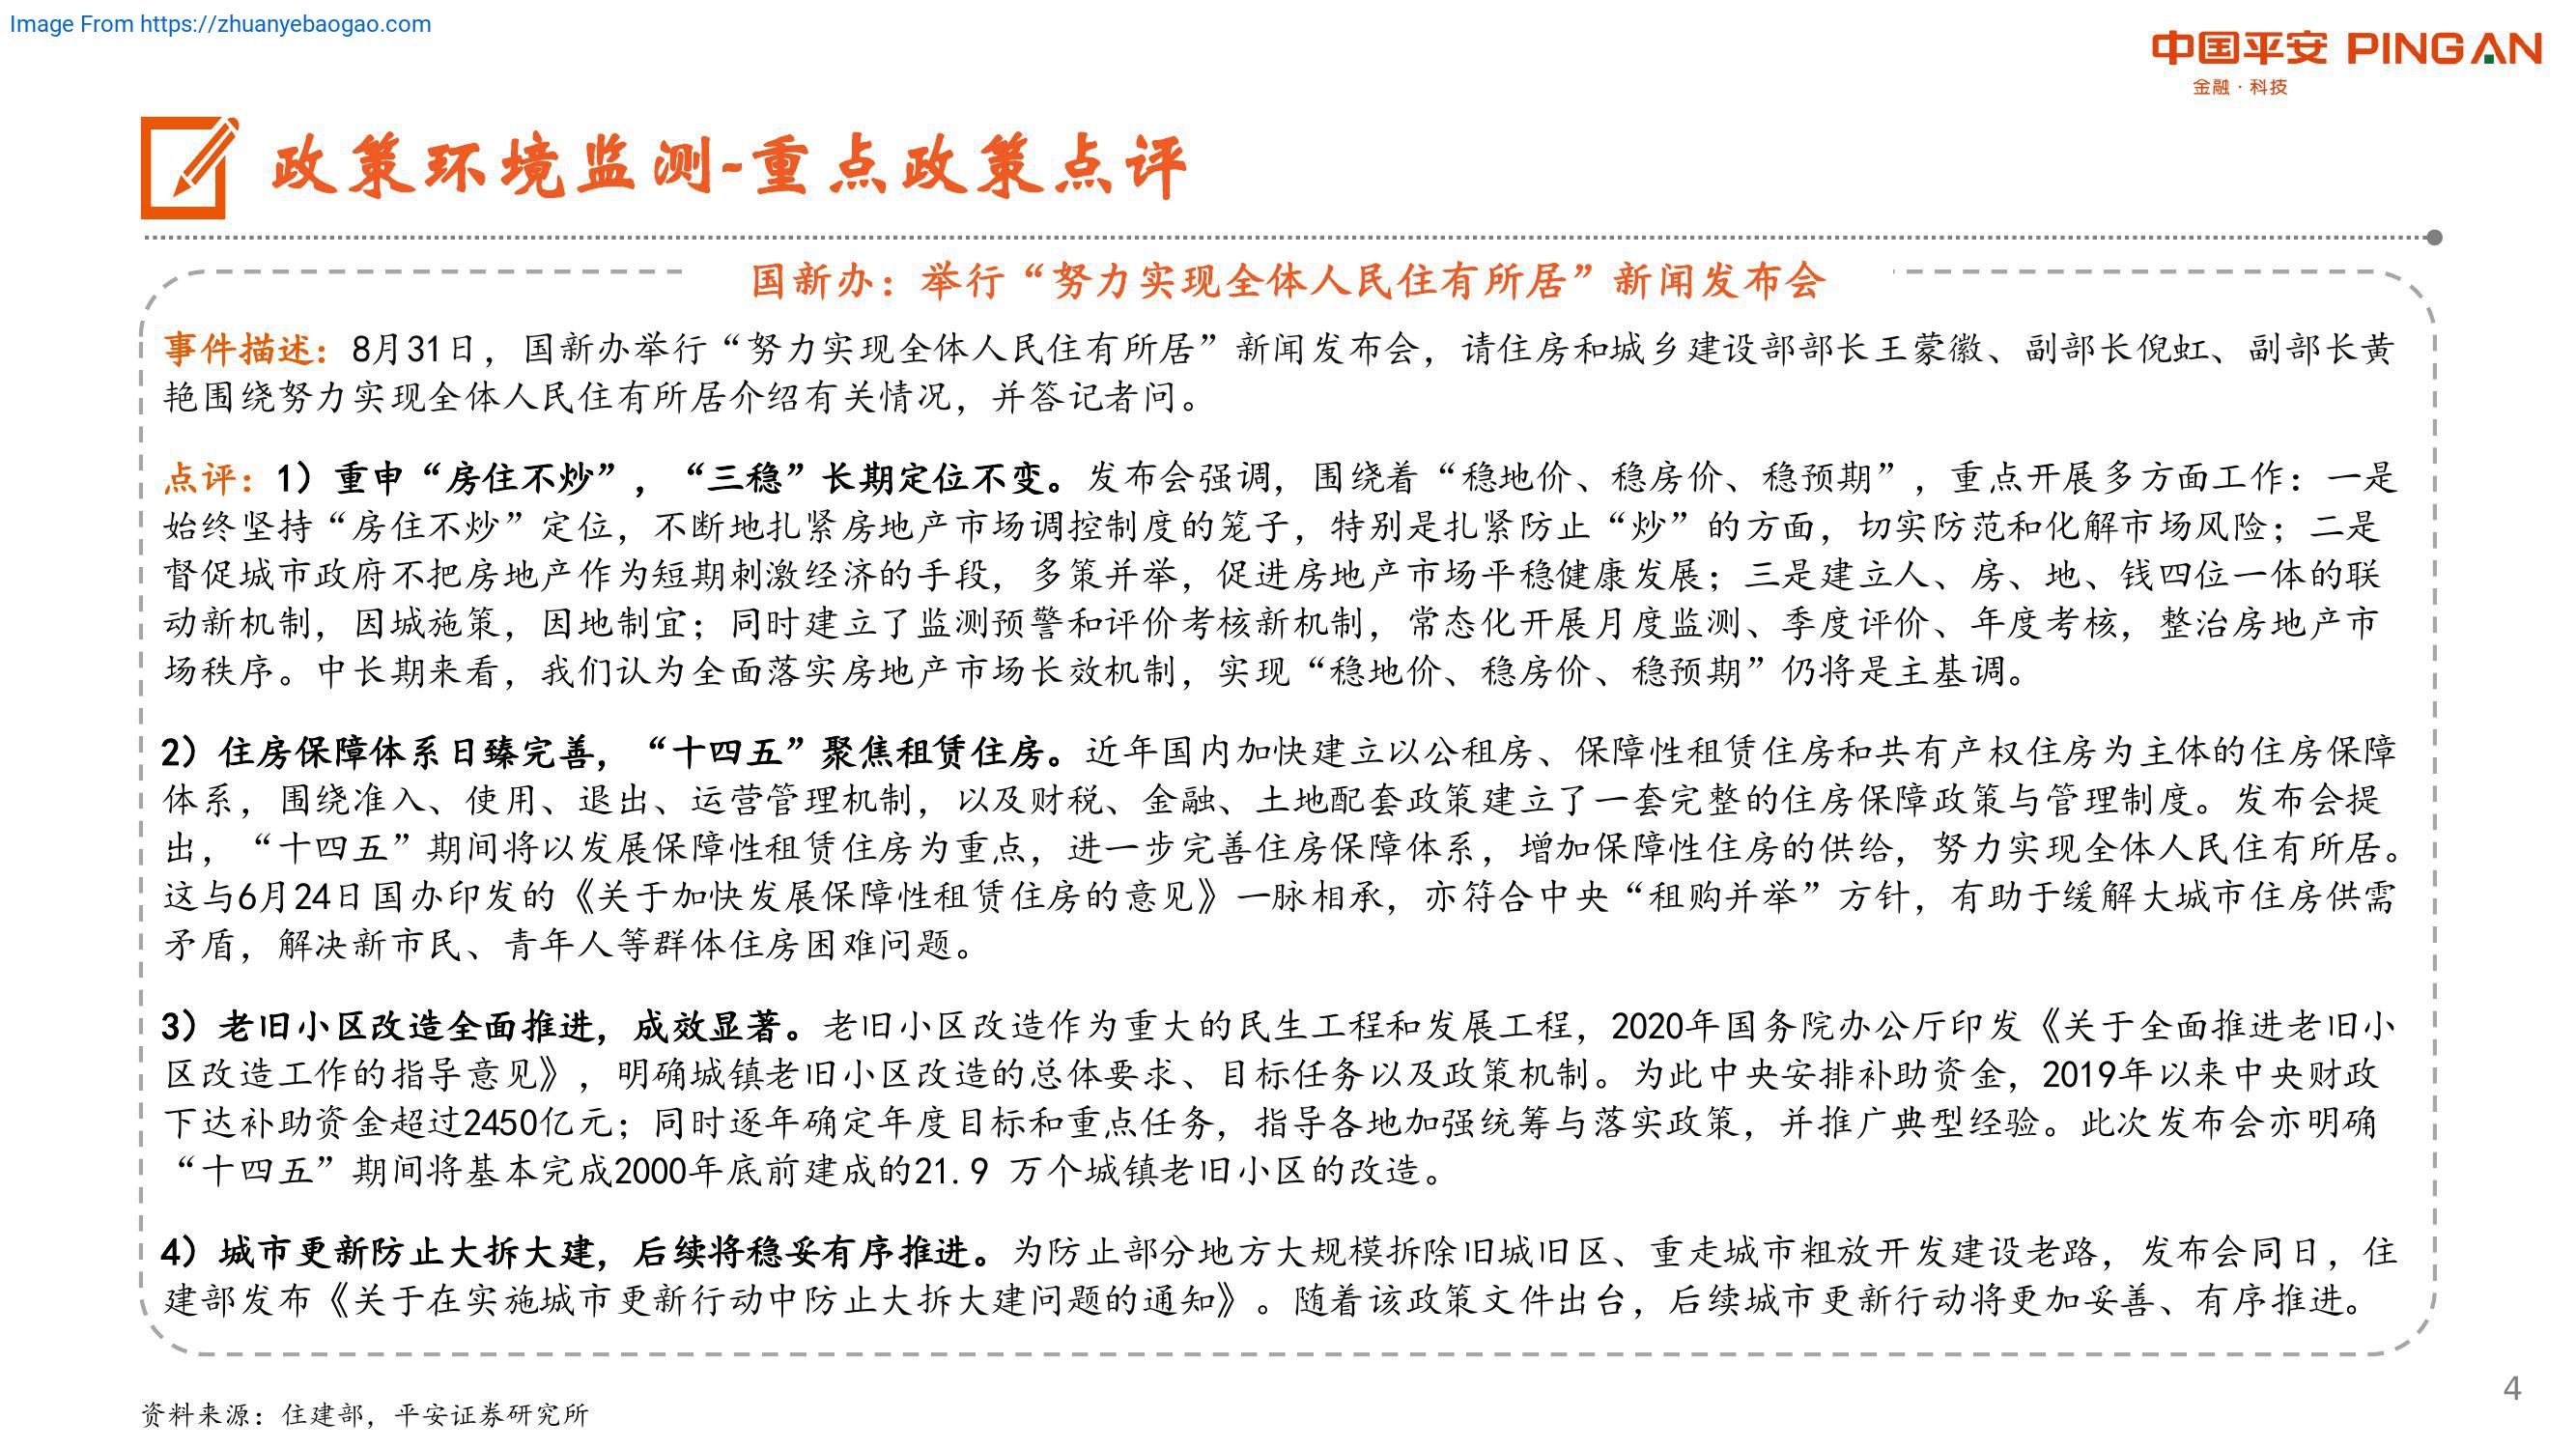 Image From https://zhuanyebaogao.com
中国平安 PINGAN
金融·科技
政策环境监测-重点政策点评
国新办：举行“努力实现全体人民住有所居”新闻发布会
事件描述：8月31日，国新办举行“努力实现全体人民住有所居”新闻发布会，请住房和城乡建设部部长王蒙徽、副部长倪虹、副部长黄
艳围绕努力实现全体人民住有所居介绍有关情况，并答记者问。
点评：1）重申“房住不炒”，“三稳”长期定位不变。发布会强调，围绕着“稳地价、稳房价、稳预期”，重点开展多方面工作：一是
始终坚持“房住不炒”定位，不断地扎紧房地产市场调控制度的笼子，特别是扎紧防止“炒”的方面，切实防范和化解市场风险；二是
督促城市政府不把房地产作为短期刺激经济的手段，多策并举，促进房地产市场平稳健康发展；三是建立人、房、地、钱四位一体的联
动新机制，因城施策，因地制宜；同时建立了监测预警和评价考核新机制，常态化开展月度监测、季度评价、年度考核，整治房地产市
场秩序。中长期来看，我们认为全面落实房地产市场长效机制，实现“稳地价、稳房价、稳预期”仍将是主基调。
2）住房保障体系日臻完善，“十四五”聚焦租赁住房。近年国内加快建立以公租房、保障性租赁住房和共有产权住房为主体的住房保障
体系，围绕准入、使用、退出、运营管理机制，以及财税、金融、土地配套政策建立了一套完整的住房保障政策与管理制度。发布会提
出，“十四五”期间将以发展保障性租赁住房为重点，进一步完善住房保障体系，增加保障性住房的供给，努力实现全体人民住有所居。
这与6月24日国办印发的《关于加快发展保障性租赁住房的意见》一脉相承，亦符合中央“租购并举”方针，有助于缓解大城市住房供需
矛盾，解决新市民、青年人等群体住房困难问题。
3）老旧小区改造全面推进，成效显著。老旧小区改造作为重大的民生工程和发展工程，2020年国务院办公厅印发《关于全面推进老旧小
区改造工作的指导意见》，明确城镇老旧小区改造的总体要求、目标任务以及政策机制。为此中央安排补助资金，2019年以来中央财政
下达补助资金超过2450亿元；同时逐年确定年度目标和重点任务，指导各地加强统筹与落实政策，并推广典型经验。此次发布会亦明确
“十四五”期间将基本完成2000年底前建成的21.9 万个城镇老旧小区的改造。
4）城市更新防止大拆大建，后续将稳妥有序推进。为防止部分地方大规模拆除旧城旧区、重走城市粗放开发建设老路，发布会同日，住
建部发布《关于在实施城市更新行动中防止大拆大建问题的通知》。随着该政策文件出台，后续城市更新行动将更加妥善、有序推进。
资料来源：住建部，平安证券研究所
4